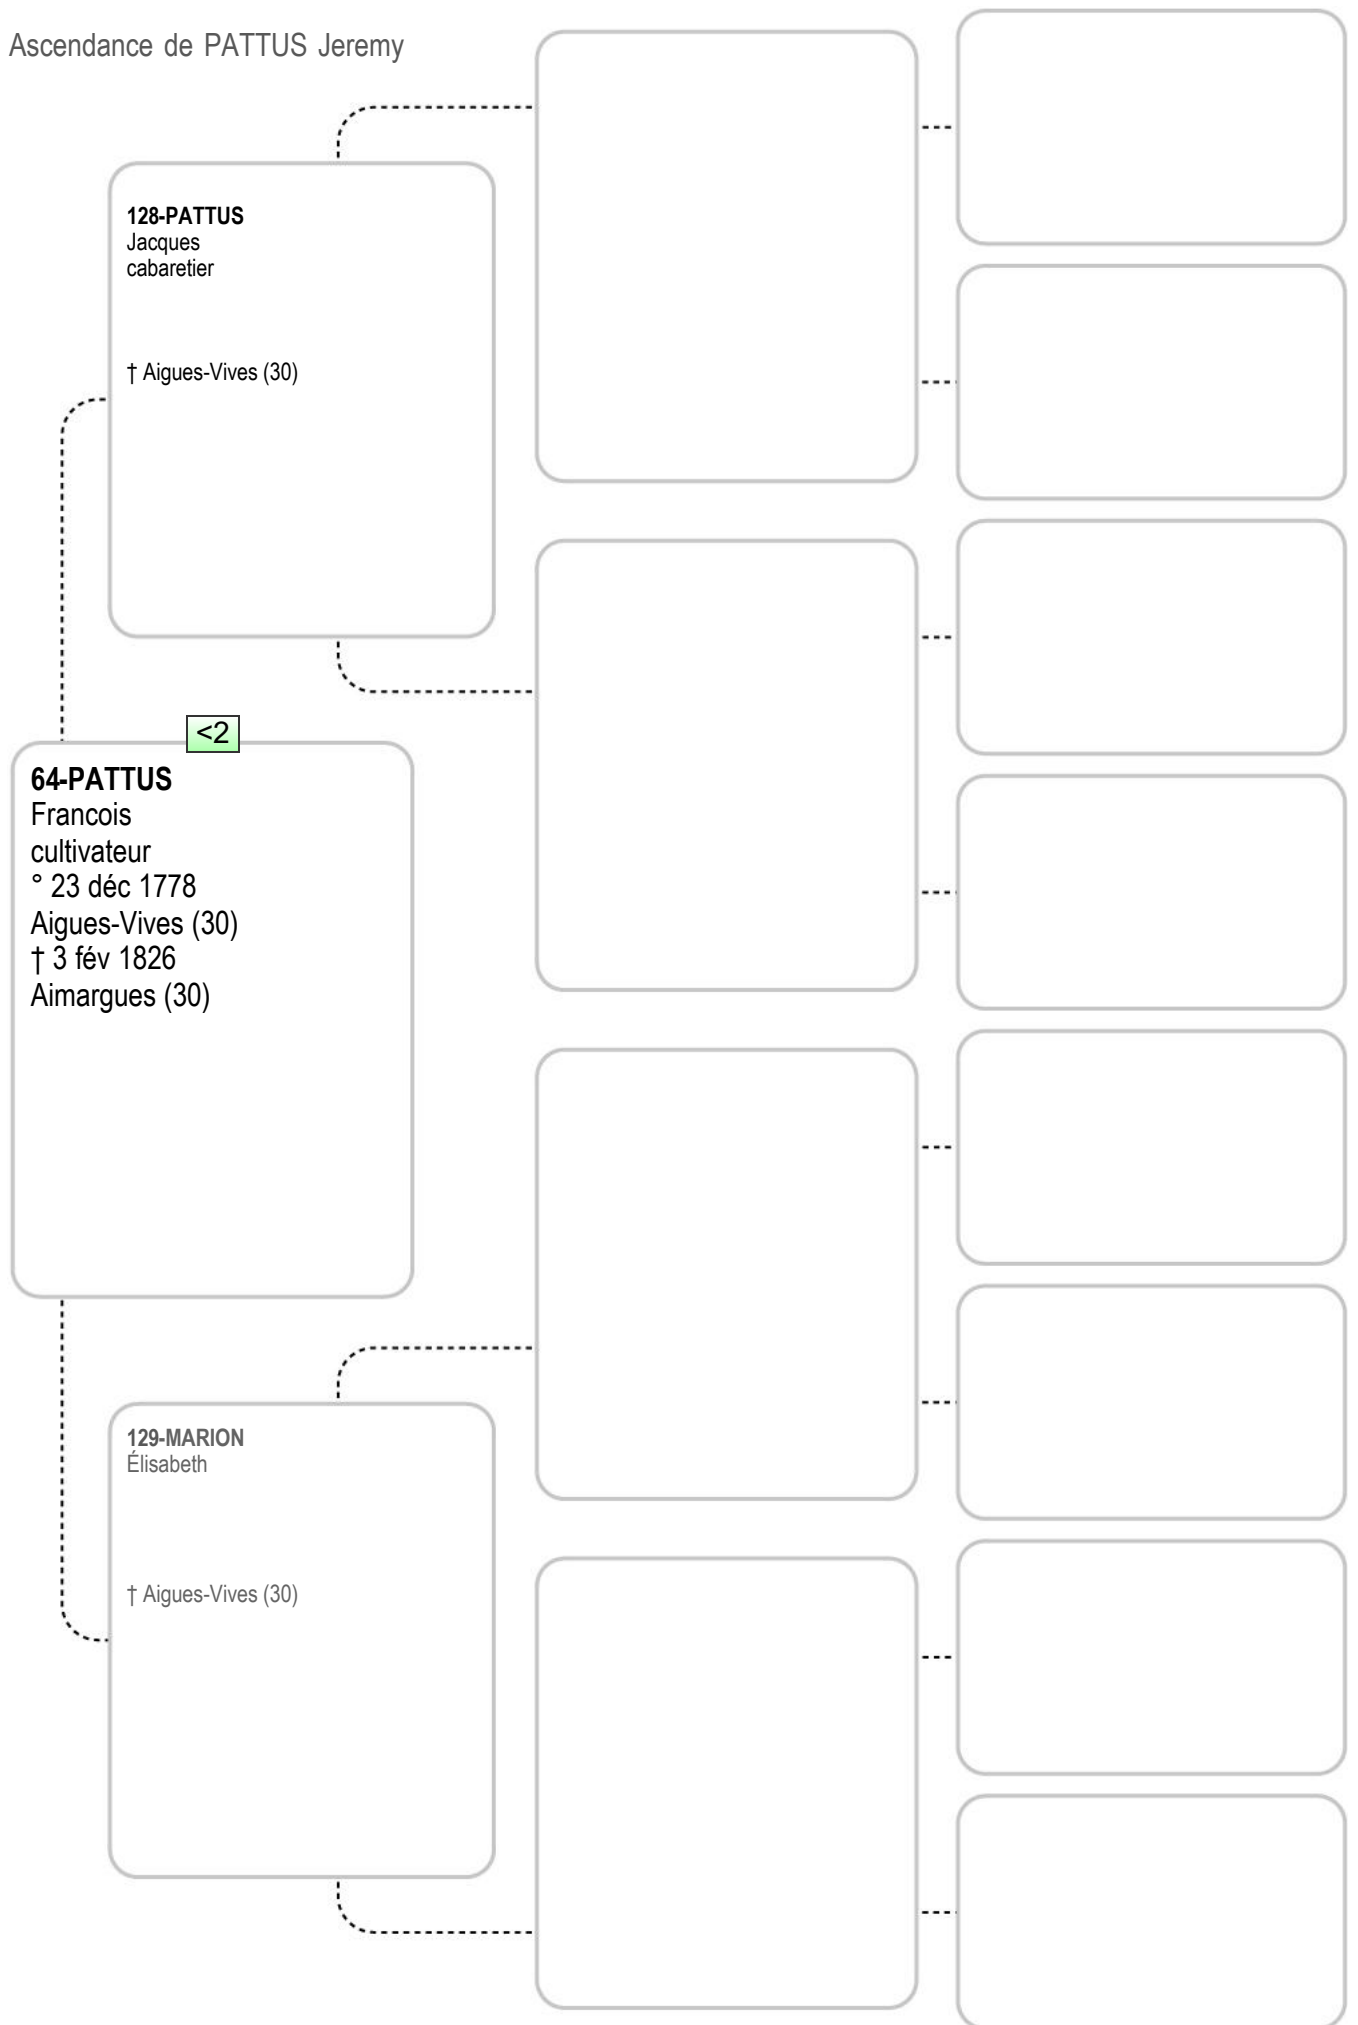 Ascendance de PATTUS Jeremy
128-PATTUS
Jacques
cabaretier
† Aigues-Vives (30)
<2
64-PATTUS
Francois
cultivateur
° 23 déc 1778
Aigues-Vives (30)
† 3 fév 1826
Aimargues (30)
129-MARION
Élisabeth
† Aigues-Vives (30)